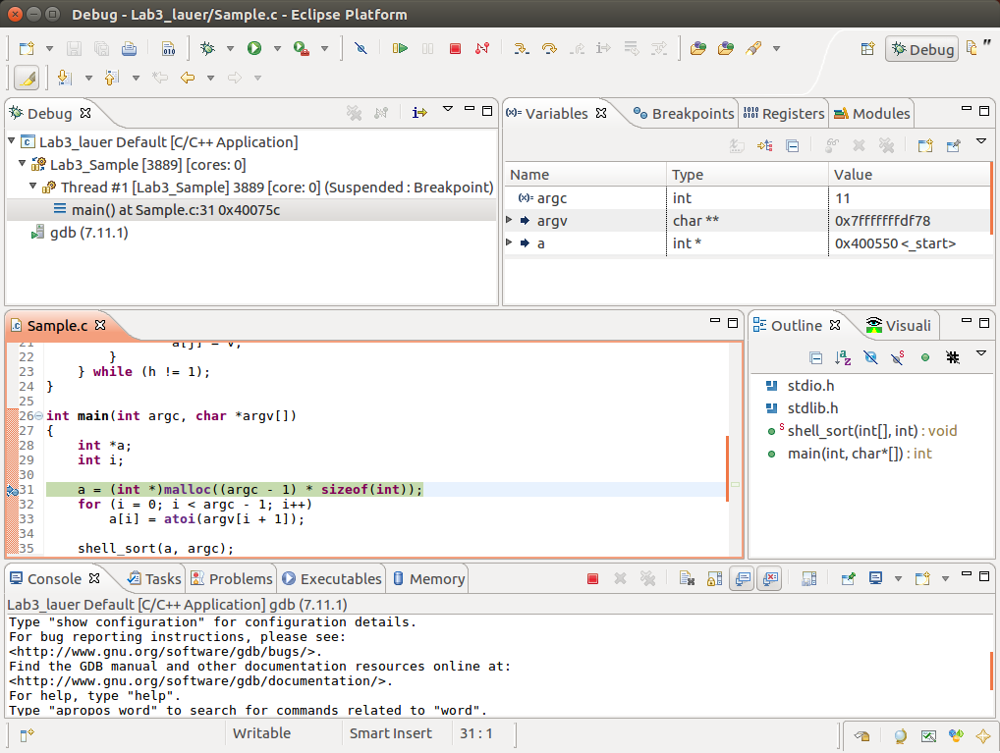 Debug - Lab3_lauer/Sample.c - Eclipse Platform
Debug
Debug
Lab3_lauer Default [C/C++ Application]
Lab3_Sample [3889] [cores: 0]
Thread #1 [Lab3_Sample] 3889 [core: 0] (Suspended : Breakpoint)
main() at Sample.c:31 0x40075c
gdb (7.11.1)
(x)= Variables Breakpoints Registers Modules
Name Type Value
(x)= argc int 11
argv char ** 0x7fffffffdf78
a int * 0x400550 <_start>
Sample.c
21 a[j] = v;
22 }
23 } while (h != 1);
24 }
25
26 int main(int argc, char *argv[])
27 {
28 int *a;
29 int i;
30
31 a = (int *)malloc((argc - 1) * sizeof(int));
32 for (i = 0; i < argc - 1; i++)
33 a[i] = atoi(argv[i + 1]);
34
35 shell_sort(a, argc);
Outline Visuali
stdio.h
stdlib.h
shell_sort(int[], int) : void
main(int, char*[]) : int
Console Tasks Problems Executables Memory
Lab3_lauer Default [C/C++ Application] gdb (7.11.1)
Type "show configuration" for configuration details.
For bug reporting instructions, please see:
<http://www.gnu.org/software/gdb/bugs/>.
Find the GDB manual and other documentation resources online at:
<http://www.gnu.org/software/gdb/documentation/>.
For help, type "help".
Type "apropos word" to search for commands related to "word".
Writable Smart Insert 31 : 1